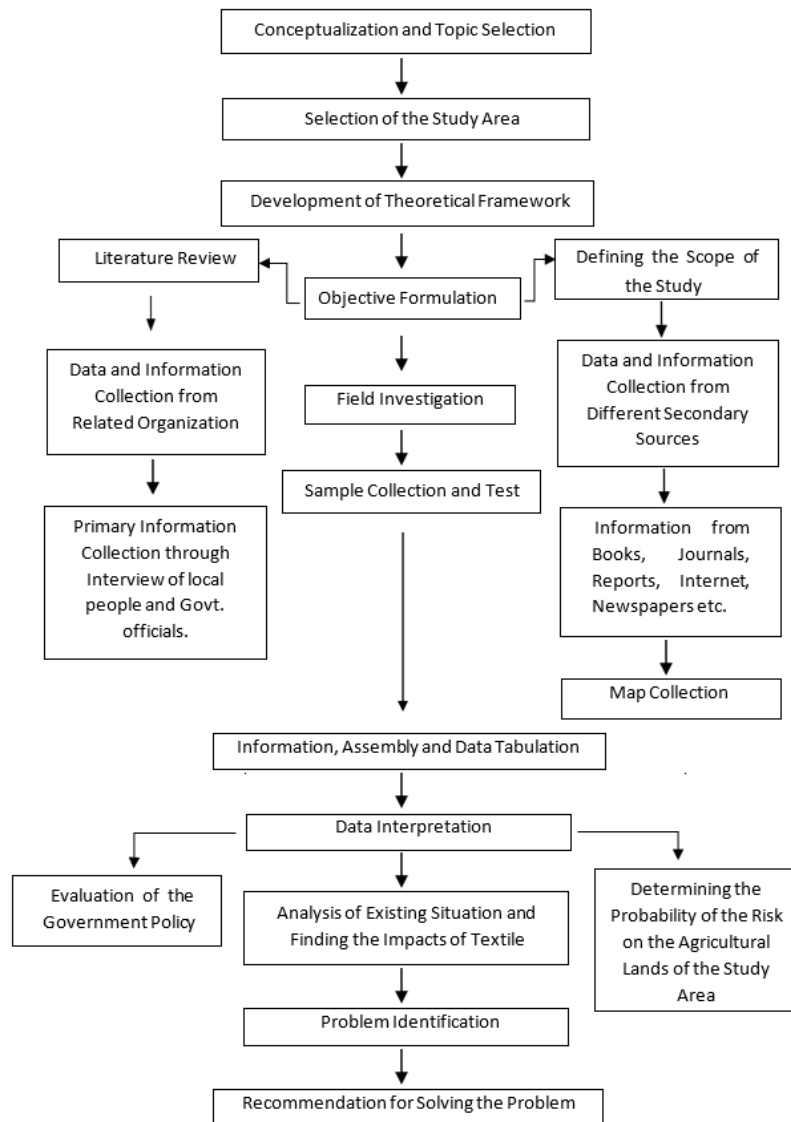 Conceptualization and Topic Selection
Selection of the Study Area
Development of Theoretical Framework
Literature Review
Objective Formulation
Defining the Scope of
the Study
Data and Information
Collection from
Related Organization
Field Investigation
Data and Information
Collection from
Different Secondary
Sources
Sample Collection and Test
Primary Information
Collection through
Interview of local
people and Govt.
officials.
Information from
Books, Journals,
Reports, Internet,
Newspapers etc.
Map Collection
Information, Assembly and Data Tabulation
Data Interpretation
Evaluation of the
Government Policy
Analysis of Existing Situation and
Finding the Impacts of Textile
Determining the
Probability of the Risk
on the Agricultural
Lands of the Study
Area
Problem Identification
Recommendation for Solving the Problem